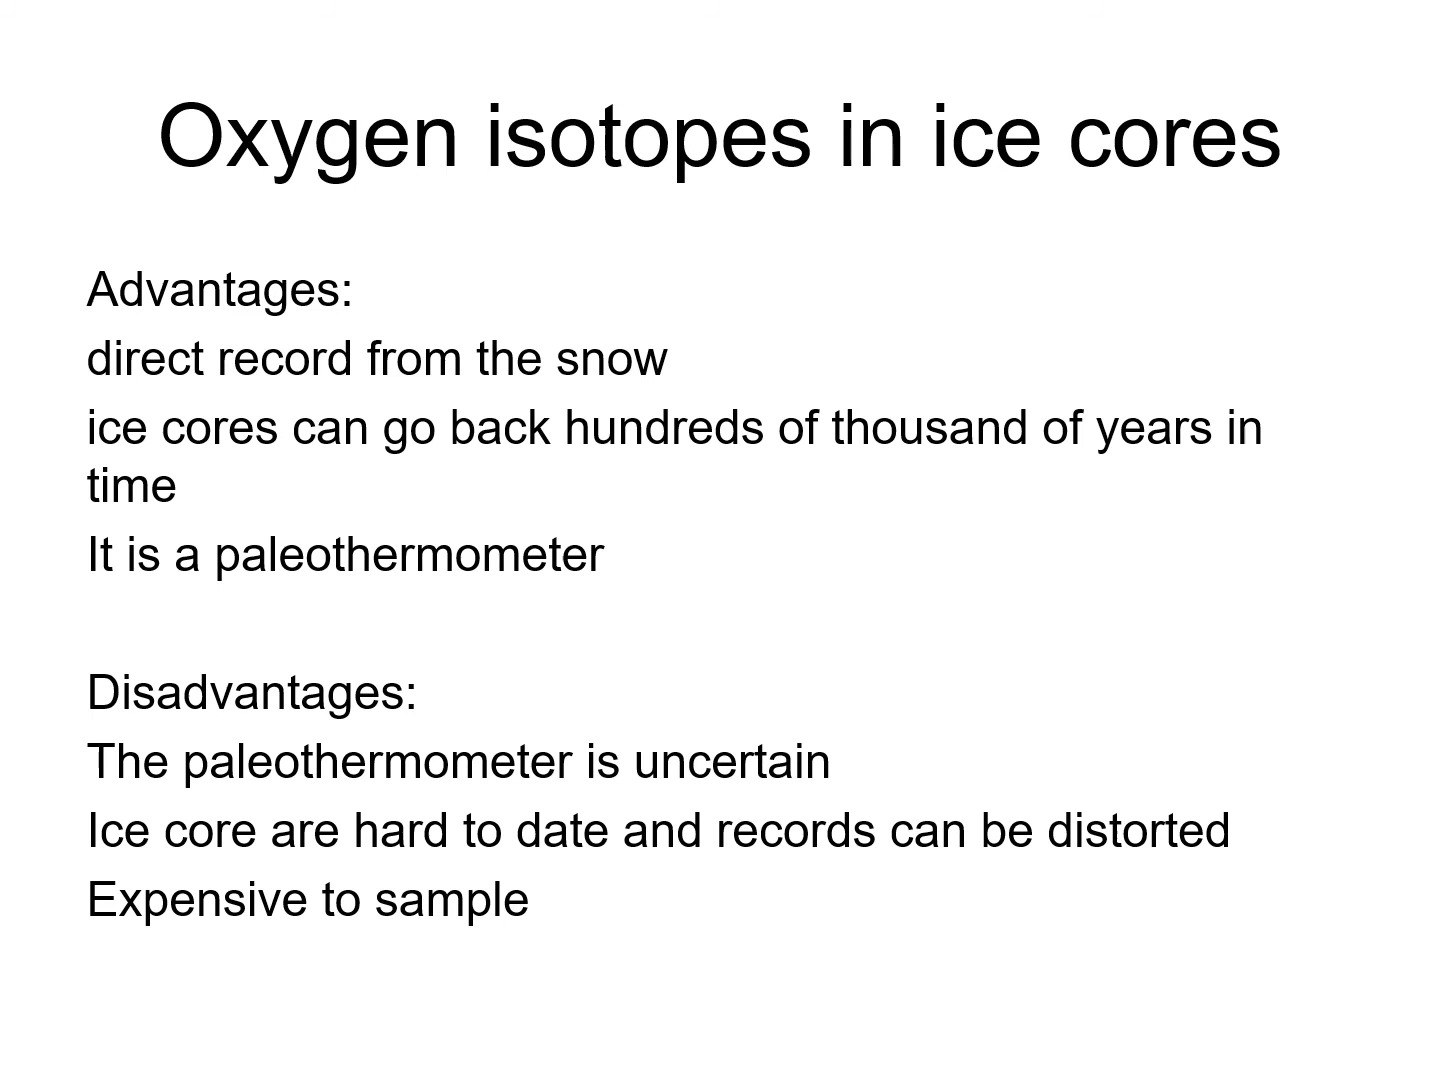 Oxygen isotopes in ice cores
Advantages:
direct record from the snow
ice cores can go back hundreds of thousand of years in
time
It is a paleothermometer
Disadvantages:
The paleothermometer is uncertain
Ice core are hard to date and records can be distorted
Expensive to sample